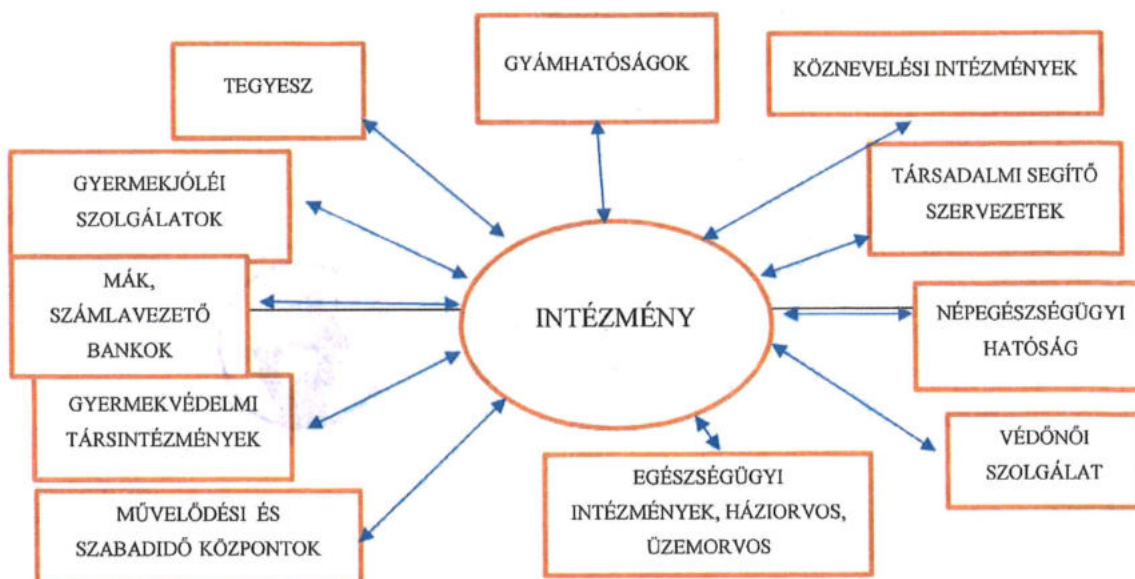 GYÁMHATÓSÁGOK
KÖZNEVELÉSI INTÉZMÉNYEK
TEGYESZ
TÁRSADALMI SEGÍTŐ
SZERVEZETEK
GYERMEKJÓLÉI
SZOLGÁLATOK
MÁK,
SZÁMLAVEZETŐ
BANKOK
INTÉZMÉNY
NÉPEGÉSZSÉGÜGYI
HATÓSÁG
GYERMEKVÉDELMI
TÁRSINTÉZMÉNYEK
VÉDŐNŐI
SZOLGÁLAT
EGÉSZSÉGÜGYI
INTÉZMÉNYEK, HÁZIORVOS,
ÜZEMORVOS
MŰVELŐDÉSI ÉS
SZABADIDŐ KÖZPONTOK